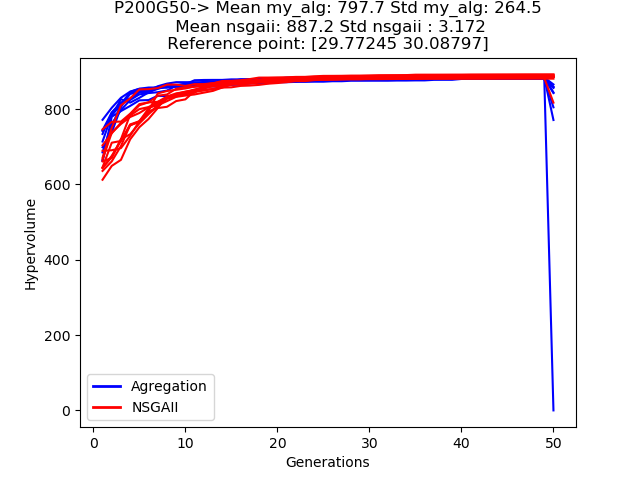 P200G50-> Mean my_alg: 797.7 Std my_alg: 264.5
Mean nsgaii: 887.2 Std nsgaii : 3.172
Reference point: [29.77245 30.08797]
Hypervolume
800
600
400
200
0
Agregation
NSGAII
0 10 20 30 40 50
Generations